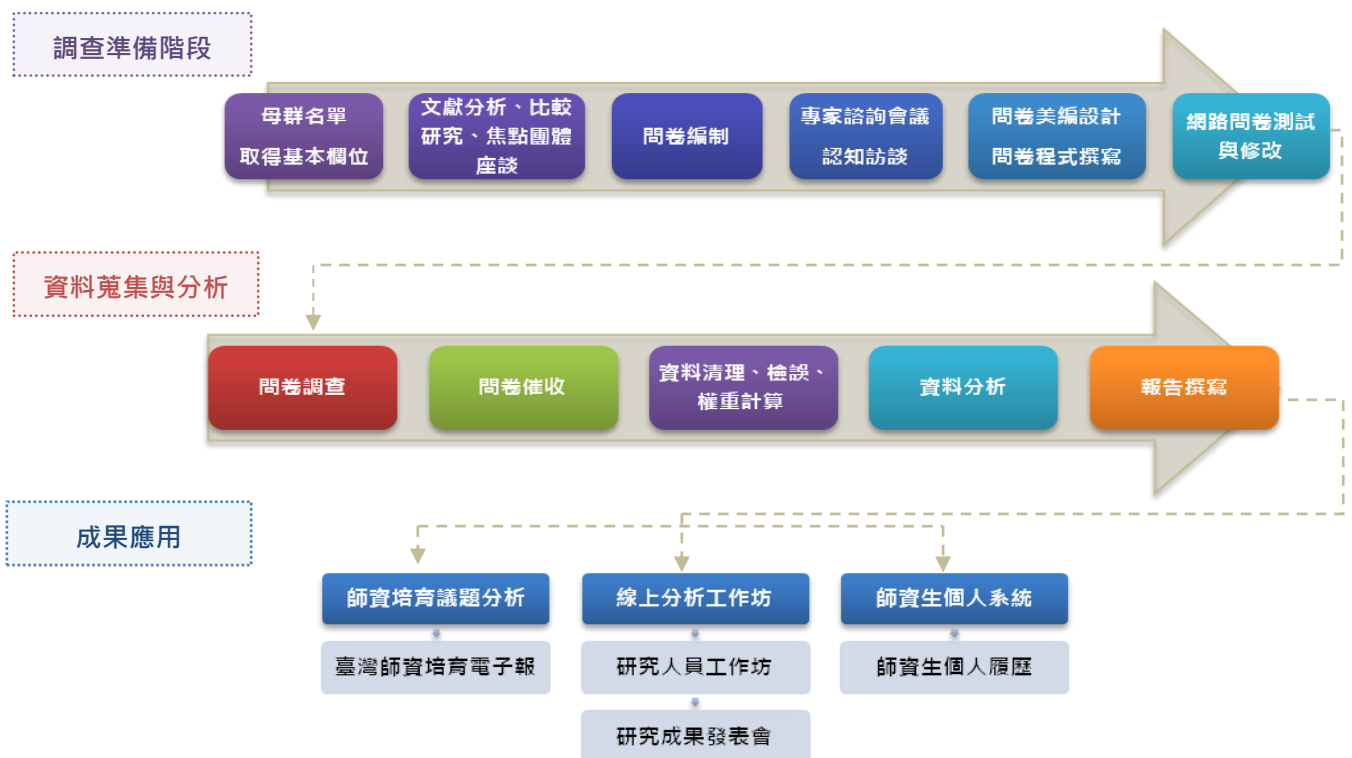 調查準備階段
母群名單
取得基本欄位
文獻分析、比較
研究、焦點團體
座談
問卷編制
專家諮詢會議
認知訪談
問卷美編設計
問卷程式撰寫
網路問卷測試
與修改
資料蒐集與分析
問卷調查
問卷催收
資料清理、檢誤、
權重計算
資料分析
報告撰寫
成果應用
師資培育議題分析
臺灣師資培育電子報
線上分析工作坊
研究人員工作坊
研究成果發表會
師資生個人系統
師資生個人履歷